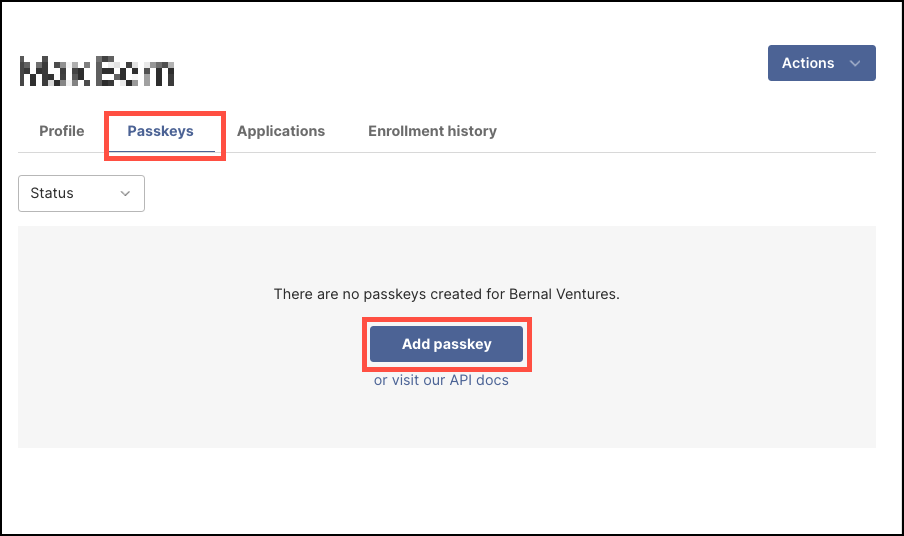 Actions
Profile Passkeys Applications Enrollment history
Status
There are no passkeys created for Bernal Ventures.
Add passkey
or visit our API docs